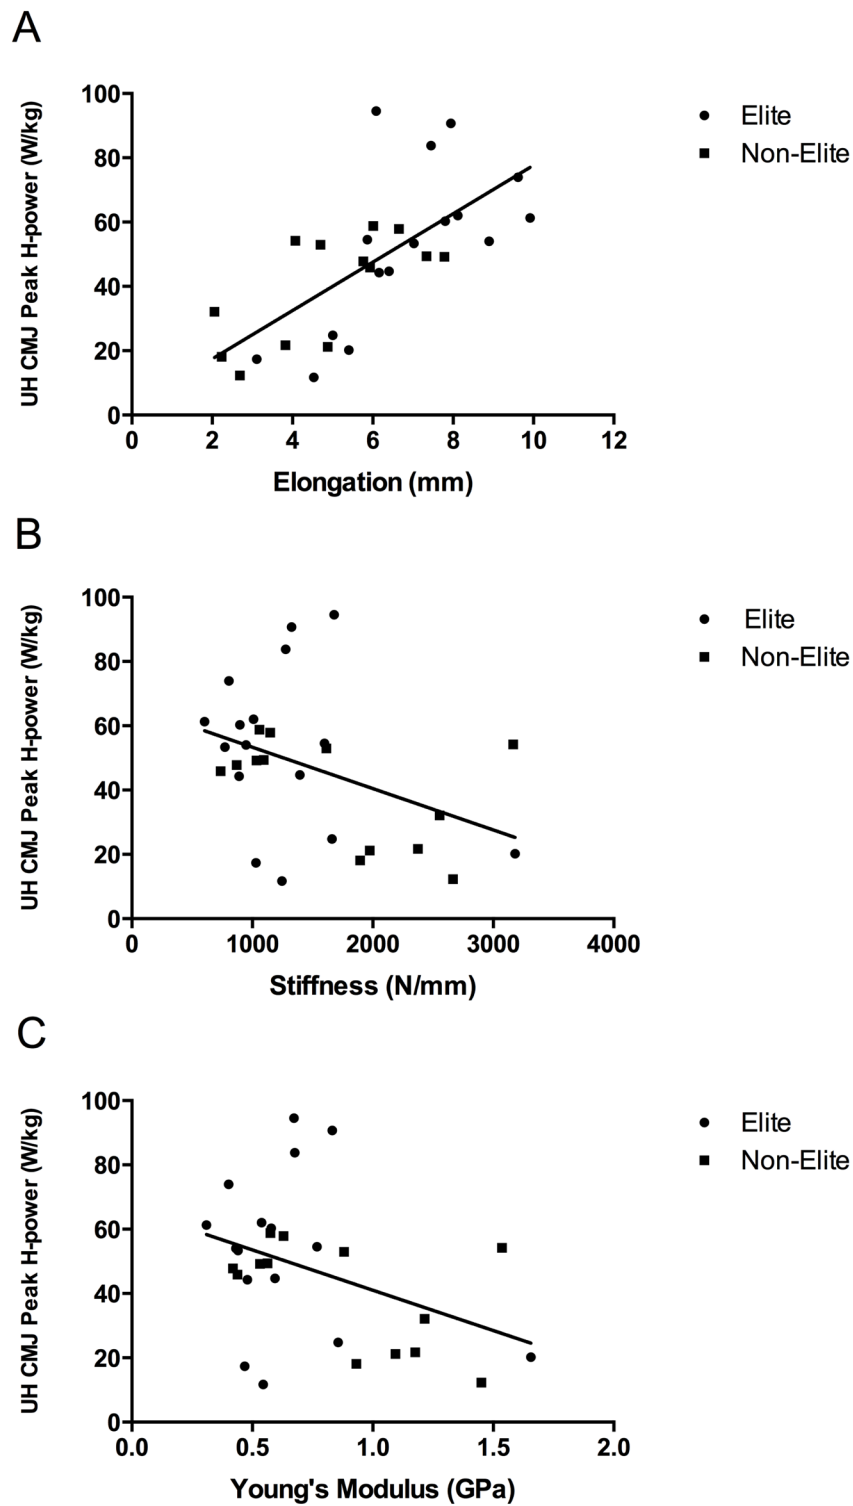 A
UH CMJ Peak H-power (W/kg)
100
80
60
40
20
0
0 2 4 6 8 10 12
Elongation (mm)
Elite
Non-Elite
B
UH CMJ Peak H-power (W/kg)
100
80
60
40
20
0
0 1000 2000 3000 4000
Stiffness (N/mm)
Elite
Non-Elite
C
UH CMJ Peak H-power (W/kg)
100
80
60
40
20
0
0.0 0.5 1.0 1.5 2.0
Young's Modulus (GPa)
Elite
Non-Elite